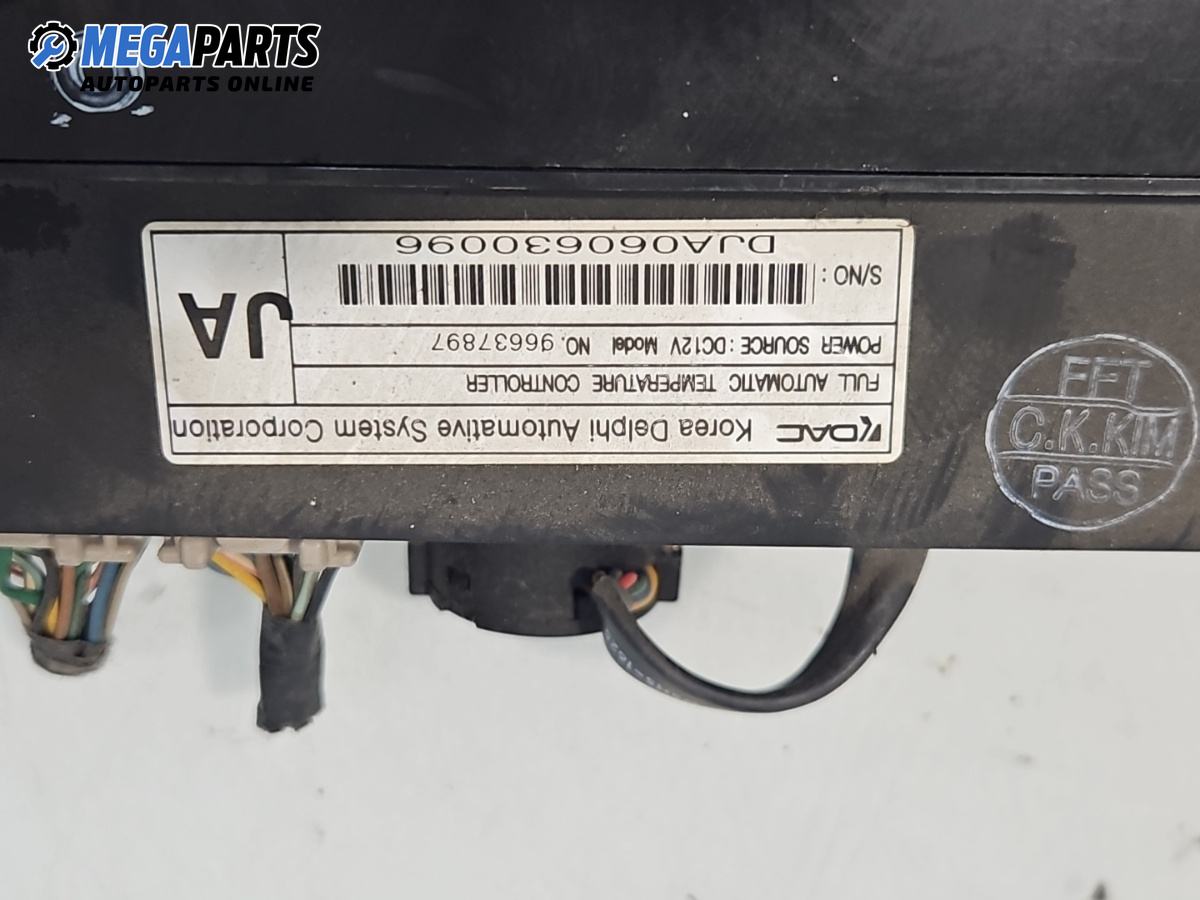 MEGAPARTS
AUTOPARTS ONLINE
KDAC Korea Delphi Automative System Corporation
FULL AUTOMATIC TEMPERATURE CONTROLLER
POWER SOURCE : DC12V Model NO. 96637897
S/NO :
DJA060630096
JA
FFT
C.K.KIM
PASS